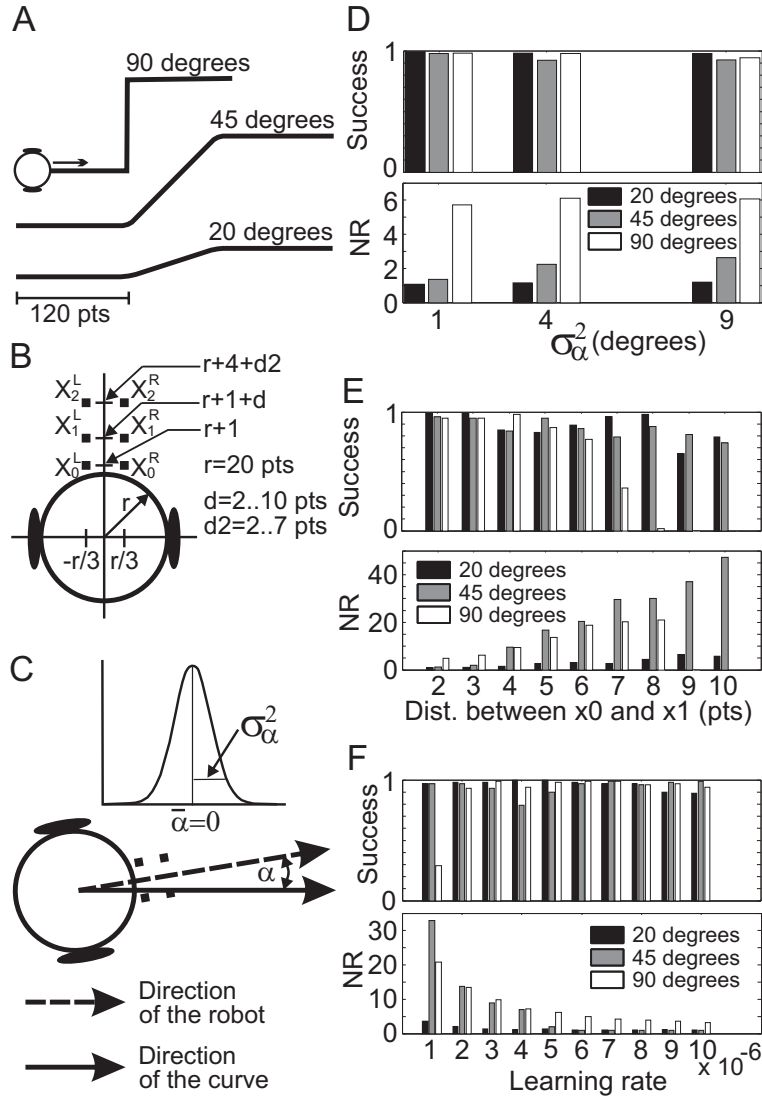 A
90 degrees
45 degrees
20 degrees
120 pts
B
X₂ᴸ X₂ᴿ r+4+d2
X₁ᴸ X₁ᴿ r+1+d
X₀ᴸ X₀ᴿ r+1
r=20 pts
r
d=2..10 pts
d2=2..7 pts
-r/3 r/3
C
σ²α
ᾱ=0
α
Direction
of the robot
Direction
of the curve
D
Success
1
0
NR
6
4
2
0
20 degrees
45 degrees
90 degrees
1 4 9
σ²α (degrees)
E
Success
1
0
NR
40
20
0
20 degrees
45 degrees
90 degrees
2 3 4 5 6 7 8 9 10
Dist. between x0 and x1 (pts)
F
Success
1
0
NR
30
20
10
0
20 degrees
45 degrees
90 degrees
1 2 3 4 5 6 7 8 9 10
x 10⁻⁶
Learning rate